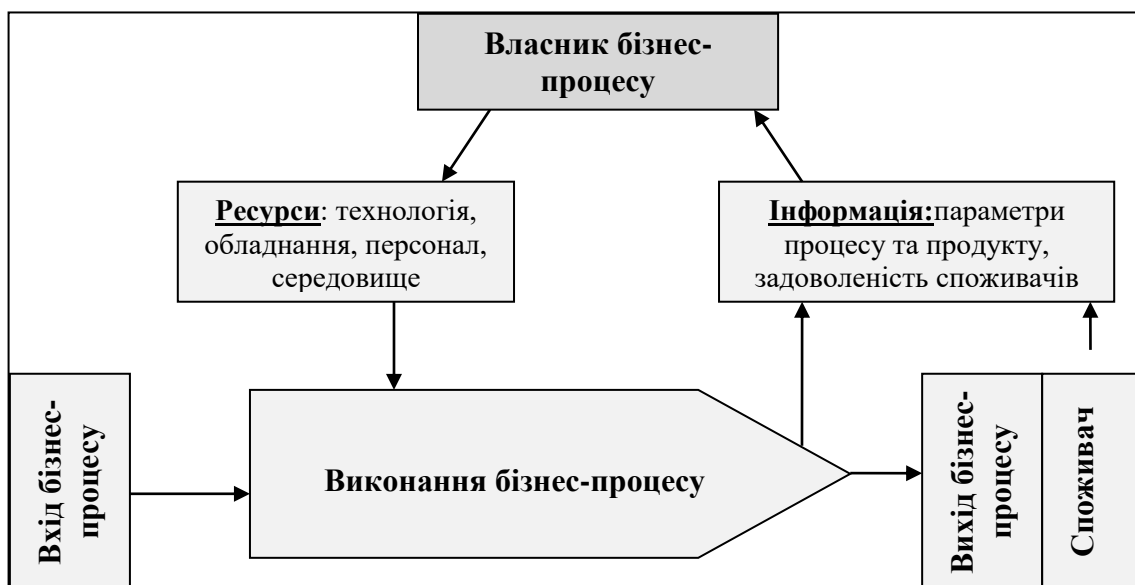 Власник бізнес-
процесу
Ресурси: технологія,
обладнання, персонал,
середовище
Інформація:параметри
процесу та продукту,
задоволеність споживачів
Вхід бізнес-
процесу
Виконання бізнес-процесу
Вихід бізнес-
процесу
Споживач